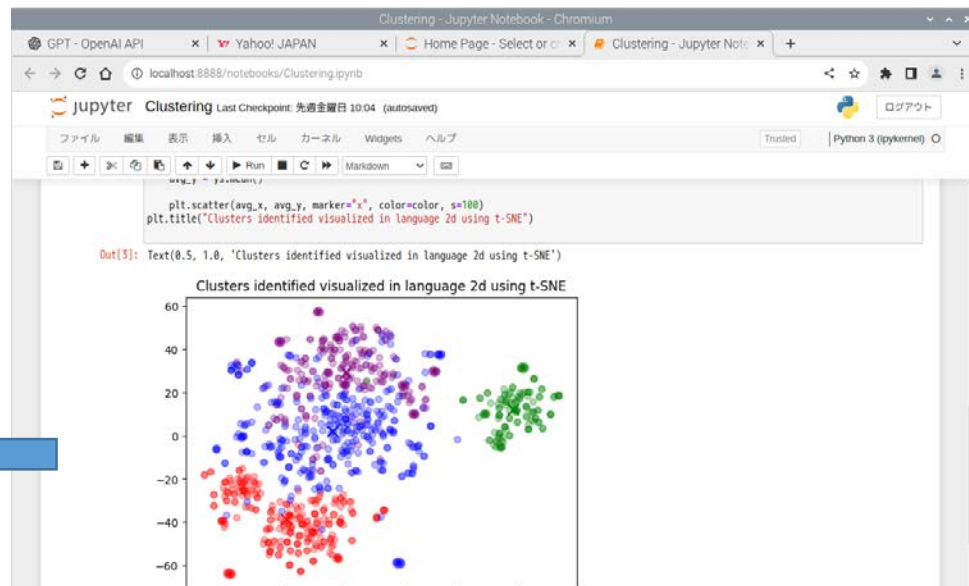 Clustering - Jupyter Notebook - Chromium
GPT - OpenAI API
Yahoo! JAPAN
Home Page - Select or c
Clustering - Jupyter Note
localhost:8888/notebooks/Clustering.ipynb
jupyter Clustering Last Checkpoint: 先週金曜日 10:04 (autosaved)
ログアウト
ファイル 編集 表示 挿入 セル カーネル Widgets ヘルプ
Trusted
Python 3 (ipykernel)
Run
Markdown
avg_y = ys.mean()
plt.scatter(avg_x, avg_y, marker="x", color=color, s=100)
plt.title("Clusters identified visualized in language 2d using t-SNE")
Out[3]: Text(0.5, 1.0, 'Clusters identified visualized in language 2d using t-SNE')
Clusters identified visualized in language 2d using t-SNE
60
40
20
0
−20
−40
−60